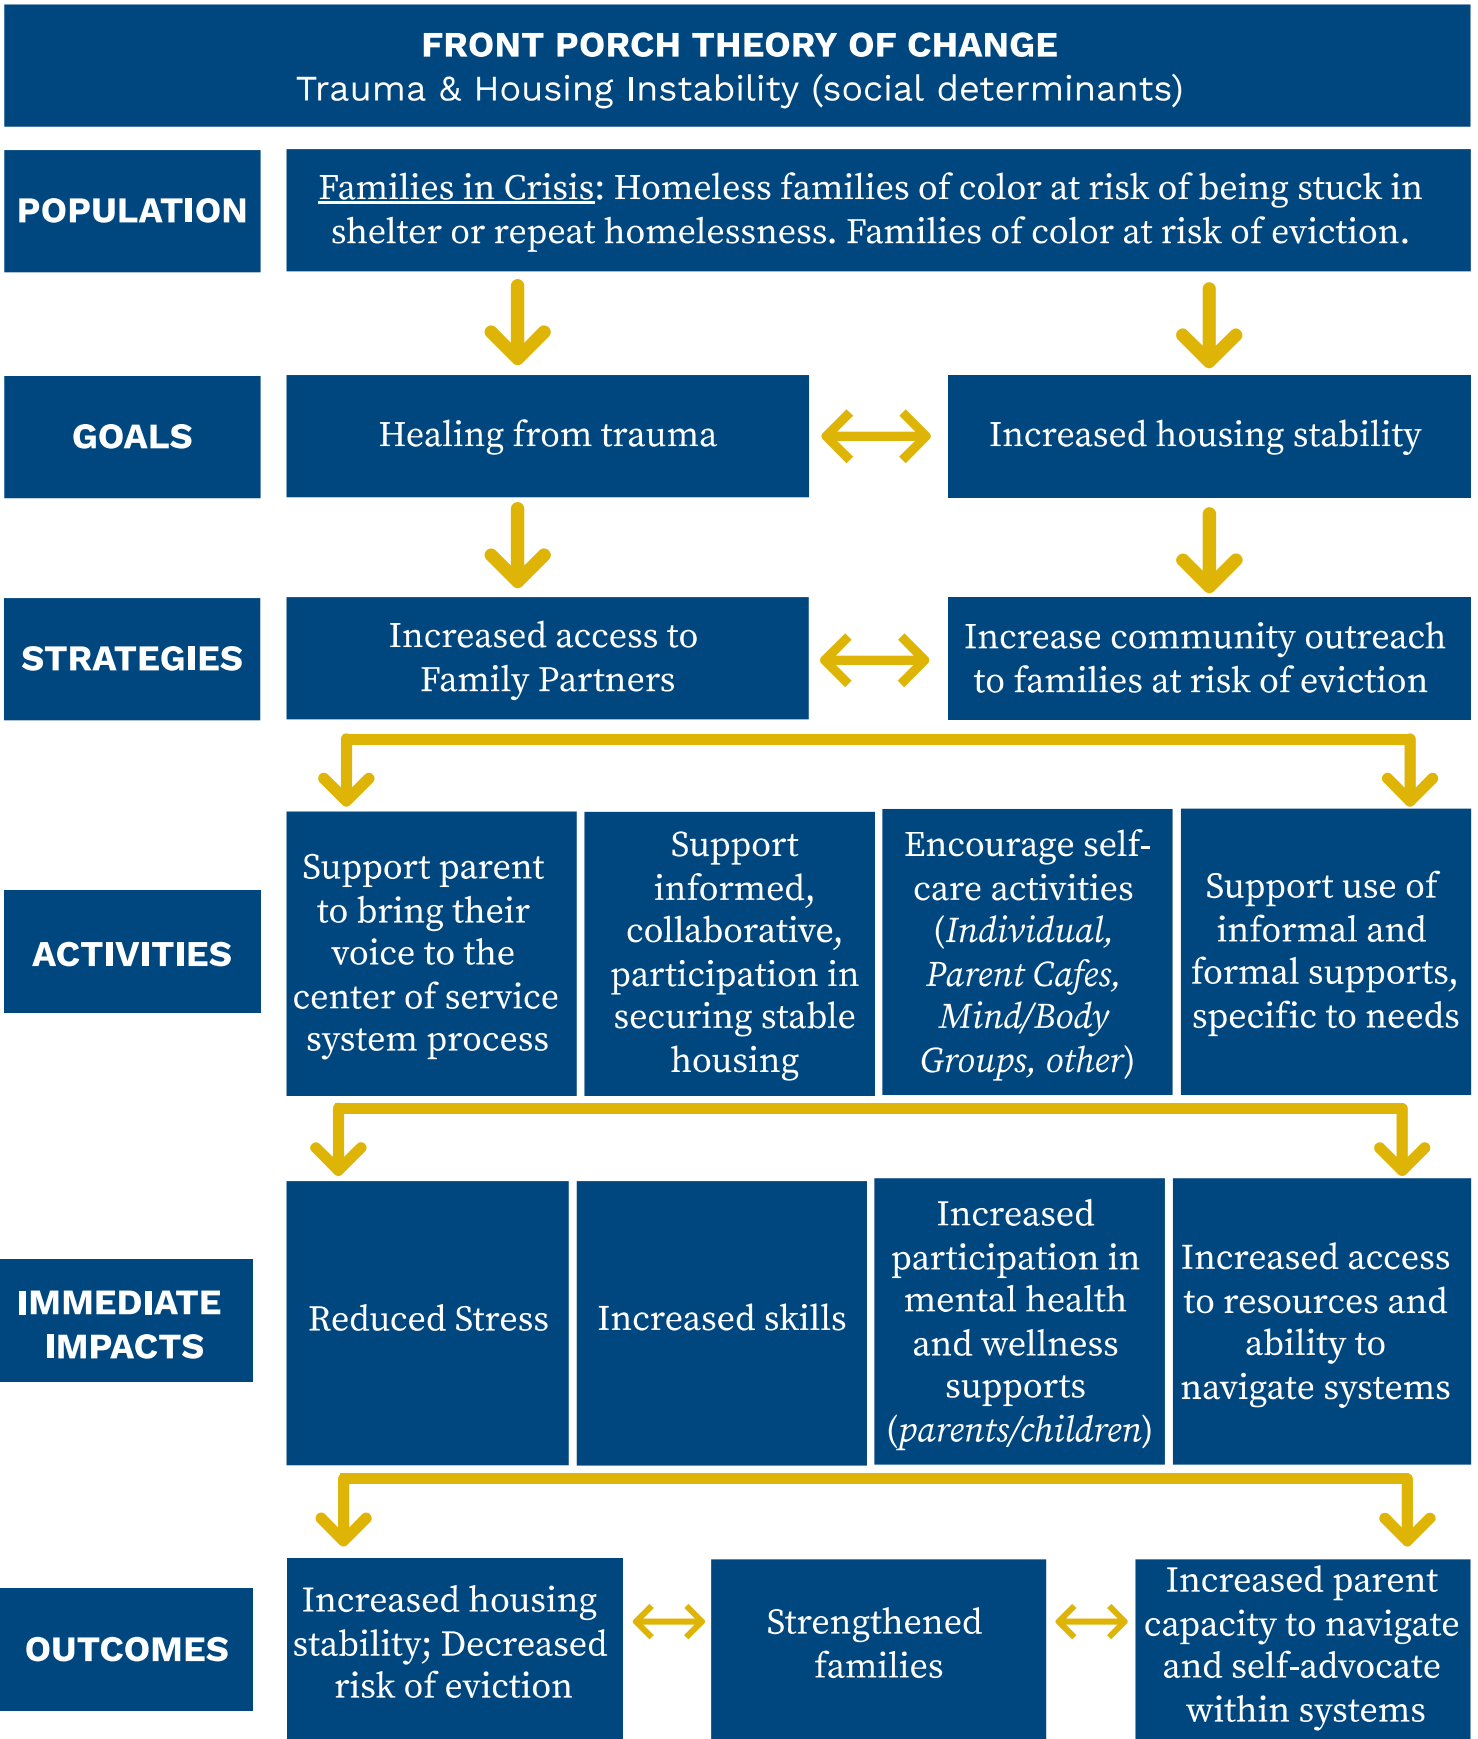 FRONT PORCH THEORY OF CHANGE
Trauma & Housing Instability (social determinants)
POPULATION
Families in Crisis: Homeless families of color at risk of being stuck in
shelter or repeat homelessness. Families of color at risk of eviction.
GOALS
Healing from trauma
Increased housing stability
STRATEGIES
Increased access to
Family Partners
Increase community outreach
to families at risk of eviction
ACTIVITIES
Support parent
to bring their
voice to the
center of service
system process
Support
informed,
collaborative,
participation in
securing stable
housing
Encourage self-
care activities
(Individual,
Parent Cafes,
Mind/Body
Groups, other)
Support use of
informal and
formal supports,
specific to needs
IMMEDIATE
IMPACTS
Reduced Stress
Increased skills
Increased
participation in
mental health
and wellness
supports
(parents/children)
Increased access
to resources and
ability to
navigate systems
OUTCOMES
Increased housing
stability; Decreased
risk of eviction
Strengthened
families
Increased parent
capacity to navigate
and self-advocate
within systems